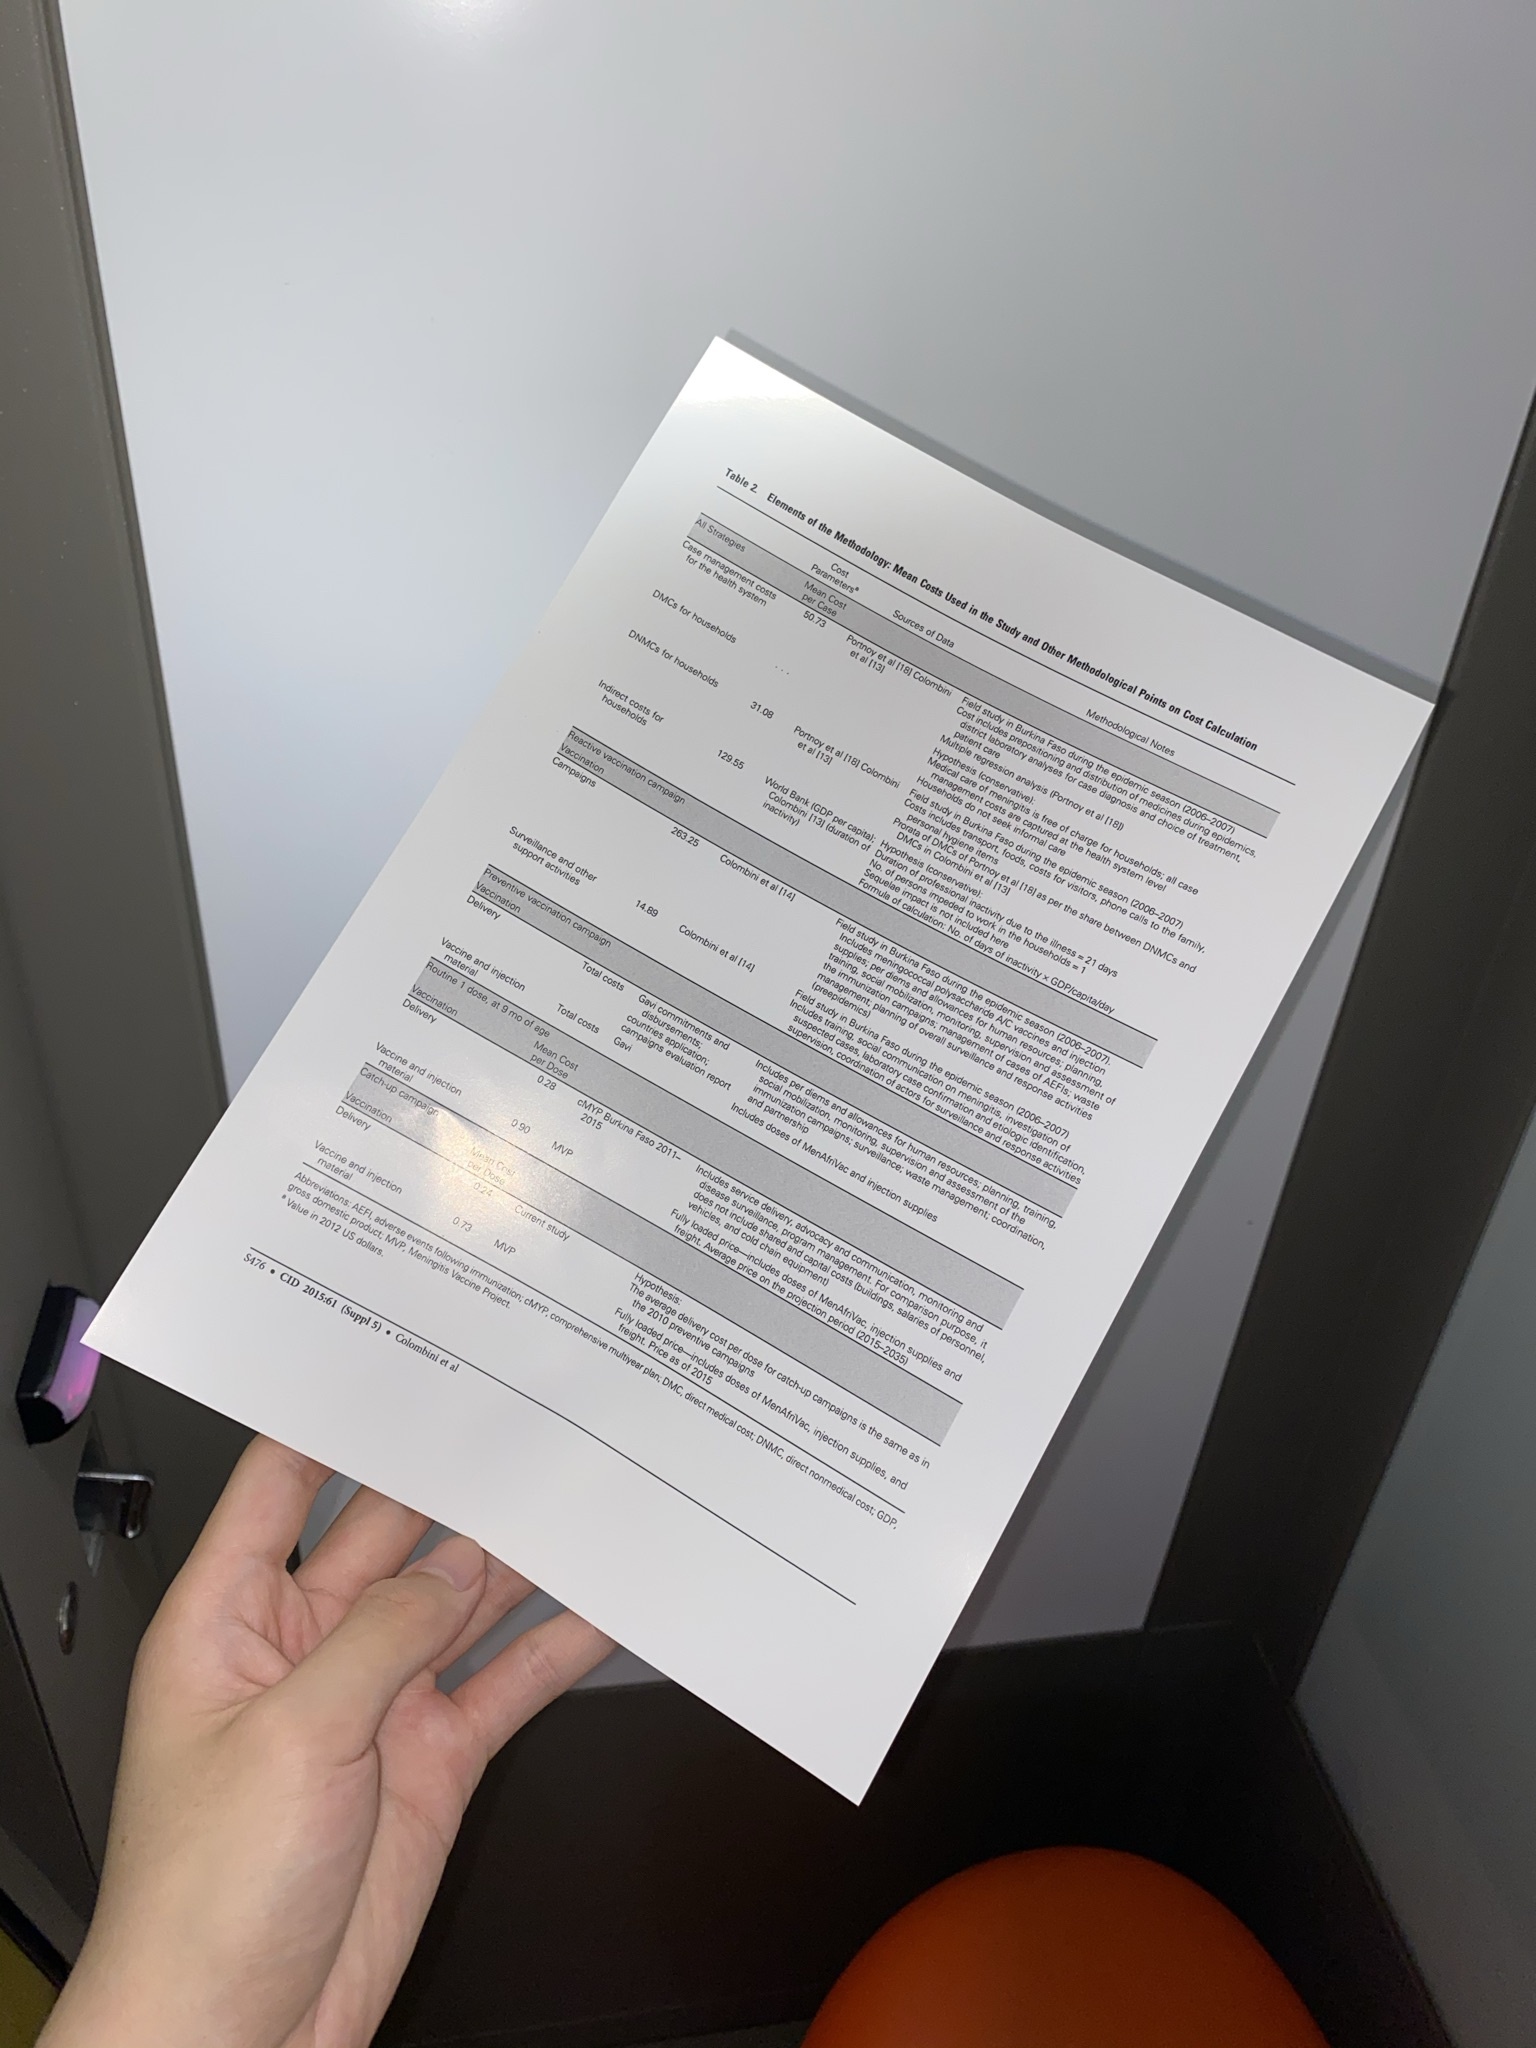 Table 2. Elements of the Methodology: Mean Costs Used in the Study and Other Methodological Points on Cost Calculation
Cost
Parametersª
Sources of Data
Methodological Notes
All Strategies
Mean Cost
per Case
Case management costs
for the health system
50.73
Portnoy et al [18] Colombini
et al [13]
Field study in Burkina Faso during the epidemic season (2006–2007)
Cost includes prepositioning and distribution of medicines during epidemics,
district laboratory analyses for case diagnosis and choice of treatment,
patient care
Multiple regression analysis (Portnoy et al [18])
DMCs for households
. . .
Hypothesis (conservative):
Medical care of meningitis is free of charge for households; all case
management costs are captured at the health system level
Households do not seek informal care
DNMCs for households
31.08
Portnoy et al [18] Colombini
et al [13]
Field study in Burkina Faso during the epidemic season (2006–2007)
Costs includes transport, foods, costs for visitors, phone calls to the family,
personal hygiene items
Prorata of DMCs of Portnoy et al [18] as per the share between DNMCs and
DMCs in Colombini et al [13]
Indirect costs for
households
129.55
World Bank (GDP per capita);
Colombini [13] (duration of
inactivity)
Hypothesis (conservative):
Duration of professional inactivity due to the illness = 21 days
No. of persons impeded to work in the households = 1
Sequelae impact is not included here
Formula of calculation: No. of days of inactivity × GDP/capita/day
Reactive vaccination campaign
Vaccination
Campaigns
263.25
Colombini et al [14]
Field study in Burkina Faso during the epidemic season (2006–2007).
Includes meningococcal polysaccharide A/C vaccines and injection
supplies; per diems and allowances for human resources; planning,
training, social mobilization, monitoring, supervision and assessment of
the immunization campaigns; management of cases of AEFIs; waste
management, planning of overall surveillance and response activities
(preepidemics)
Surveillance and other
support activities
14.89
Colombini et al [14]
Field study in Burkina Faso during the epidemic season (2006–2007)
Includes training, social communication on meningitis, investigation of
suspected cases, laboratory case confirmation and etiologic identification,
supervision, coordination of actors for surveillance and response activities
Preventive vaccination campaign
Vaccination
Delivery
Total costs
Gavi commitments and
disbursements;
countries application;
campaigns evaluation report
Includes per diems and allowances for human resources; planning, training,
social mobilization, monitoring, supervision and assessment of the
immunization campaigns; surveillance; waste management; coordination,
and partnership
Vaccine and injection
material
Total costs
Gavi
Includes doses of MenAfriVac and injection supplies
Routine 1 dose, at 9 mo of age
Vaccination
Mean Cost
per Dose
Delivery
0.28
cMYP Burkina Faso 2011–
2015
Includes service delivery, advocacy and communication, monitoring and
disease surveillance, program management. For comparison purpose, it
does not include shared and capital costs (buildings, salaries of personnel,
vehicles, and cold chain equipment)
Vaccine and injection
material
0.90
MVP
Fully loaded price—includes doses of MenAfriVac, injection supplies and
freight. Average price on the projection period (2015–2035)
Catch-up campaign
Vaccination
Mean Cost
per Dose
Delivery
0.24
Current study
Hypothesis:
The average delivery cost per dose for catch-up campaigns is the same as in
the 2010 preventive campaigns
Vaccine and injection
material
0.73
MVP
Fully loaded price—includes doses of MenAfriVac, injection supplies, and
freight. Price as of 2015
Abbreviations: AEFI, adverse events following immunization; cMYP, comprehensive multiyear plan; DMC, direct medical cost; DNMC, direct nonmedical cost; GDP,
gross domestic product; MVP, Meningitis Vaccine Project.
ª Value in 2012 US dollars.
S476 • CID 2015:61 (Suppl 5) • Colombini et al